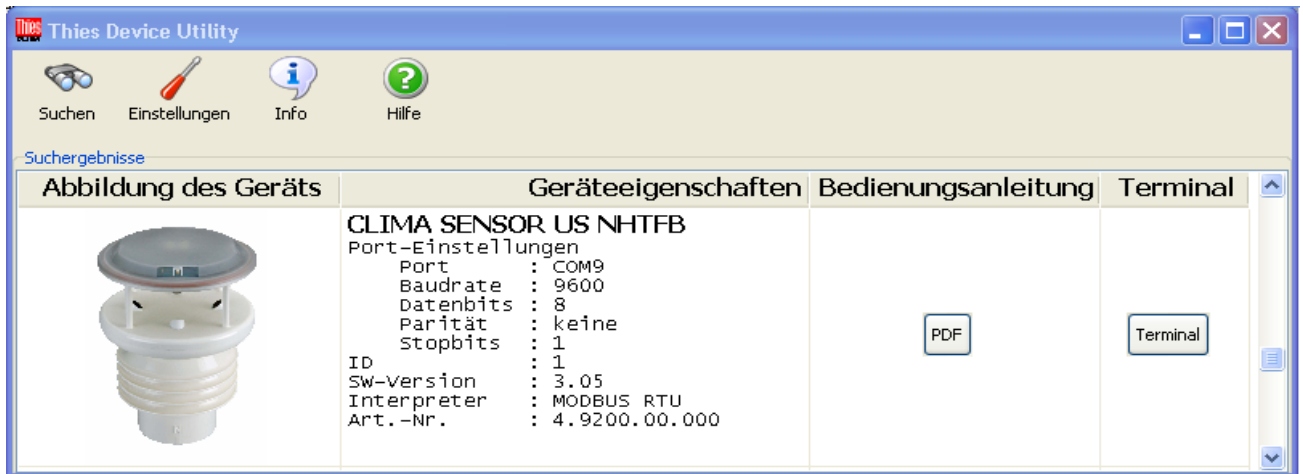 Thies Thies Device Utility
Suchen Einstellungen Info Hilfe
Suchergebnisse
Abbildung des Geräts Geräteeigenschaften Bedienungsanleitung Terminal
CLIMA SENSOR US NHTFB
Port-Einstellungen
Port : COM9
Baudrate : 9600
Datenbits : 8
Parität : keine
Stopbits : 1
ID : 1
SW-Version : 3.05
Interpreter : MODBUS RTU
Art.-Nr. : 4.9200.00.000
PDF Terminal